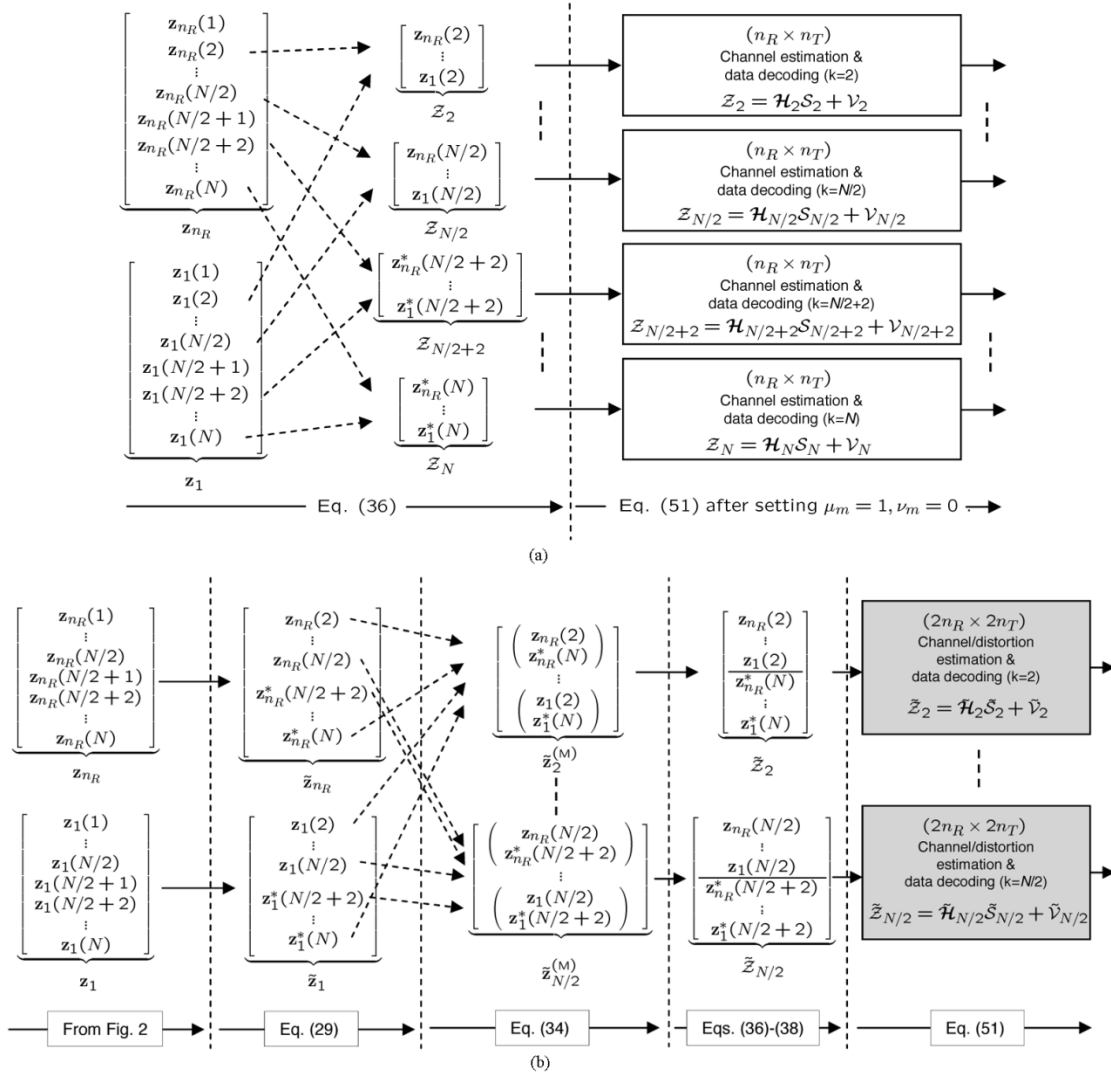 z_{n_R}(1)
z_{n_R}(2)
⋮
z_{n_R}(N/2)
z_{n_R}(N/2 + 1)
z_{n_R}(N/2 + 2)
⋮
z_{n_R}(N)
z_{n_R}
z_1(1)
z_1(2)
⋮
z_1(N/2)
z_1(N/2 + 1)
z_1(N/2 + 2)
⋮
z_1(N)
z_1
z_{n_R}(2)
⋮
z_1(2)
𝒵_2
z_{n_R}(N/2)
⋮
z_1(N/2)
𝒵_{N/2}
z*_{n_R}(N/2 + 2)
⋮
z*_1(N/2 + 2)
𝒵_{N/2+2}
z*_{n_R}(N)
⋮
z*_1(N)
𝒵_N
(n_R × n_T)
Channel estimation &
data decoding (k=2)
𝒵_2 = ℋ_2𝒮_2 + 𝒱_2
(n_R × n_T)
Channel estimation &
data decoding (k=N/2)
𝒵_{N/2} = ℋ_{N/2}𝒮_{N/2} + 𝒱_{N/2}
(n_R × n_T)
Channel estimation &
data decoding (k=N/2+2)
𝒵_{N/2+2} = ℋ_{N/2+2}𝒮_{N/2+2} + 𝒱_{N/2+2}
(n_R × n_T)
Channel estimation &
data decoding (k=N)
𝒵_N = ℋ_N𝒮_N + 𝒱_N
Eq. (36)
Eq. (51) after setting μ_m = 1, ν_m = 0 .
(a)
z_{n_R}(1)
⋮
z_{n_R}(N/2)
z_{n_R}(N/2 + 1)
z_{n_R}(N/2 + 2)
⋮
z_{n_R}(N)
z_{n_R}
z_1(1)
⋮
z_1(N/2)
z_1(N/2 + 1)
z_1(N/2 + 2)
⋮
z_1(N)
z_1
z_{n_R}(2)
⋮
z_{n_R}(N/2)
z*_{n_R}(N/2 + 2)
⋮
z*_{n_R}(N)
z̃_{n_R}
z_1(2)
⋮
z_1(N/2)
z*_1(N/2 + 2)
⋮
z*_1(N)
z̃_1
z_{n_R}(2)
z*_{n_R}(N)
⋮
z_1(2)
z*_1(N)
z̃_2^{(M)}
z_{n_R}(N/2)
z*_{n_R}(N/2 + 2)
⋮
z_1(N/2)
z*_1(N/2 + 2)
z̃_{N/2}^{(M)}
z_{n_R}(2)
⋮
z_1(2)
z*_{n_R}(N)
⋮
z*_1(N)
𝒵̃_2
z_{n_R}(N/2)
⋮
z_1(N/2)
z*_{n_R}(N/2 + 2)
⋮
z*_1(N/2 + 2)
𝒵̃_{N/2}
(2n_R × 2n_T)
Channel/distortion
estimation &
data decoding (k=2)
𝒵̃_2 = ℋ̃_2𝒮̃_2 + 𝒱̃_2
(2n_R × 2n_T)
Channel/distortion
estimation &
data decoding (k=N/2)
𝒵̃_{N/2} = ℋ̃_{N/2}𝒮̃_{N/2} + 𝒱̃_{N/2}
From Fig. 2
Eq. (29)
Eq. (34)
Eqs. (36)-(38)
Eq. (51)
(b)